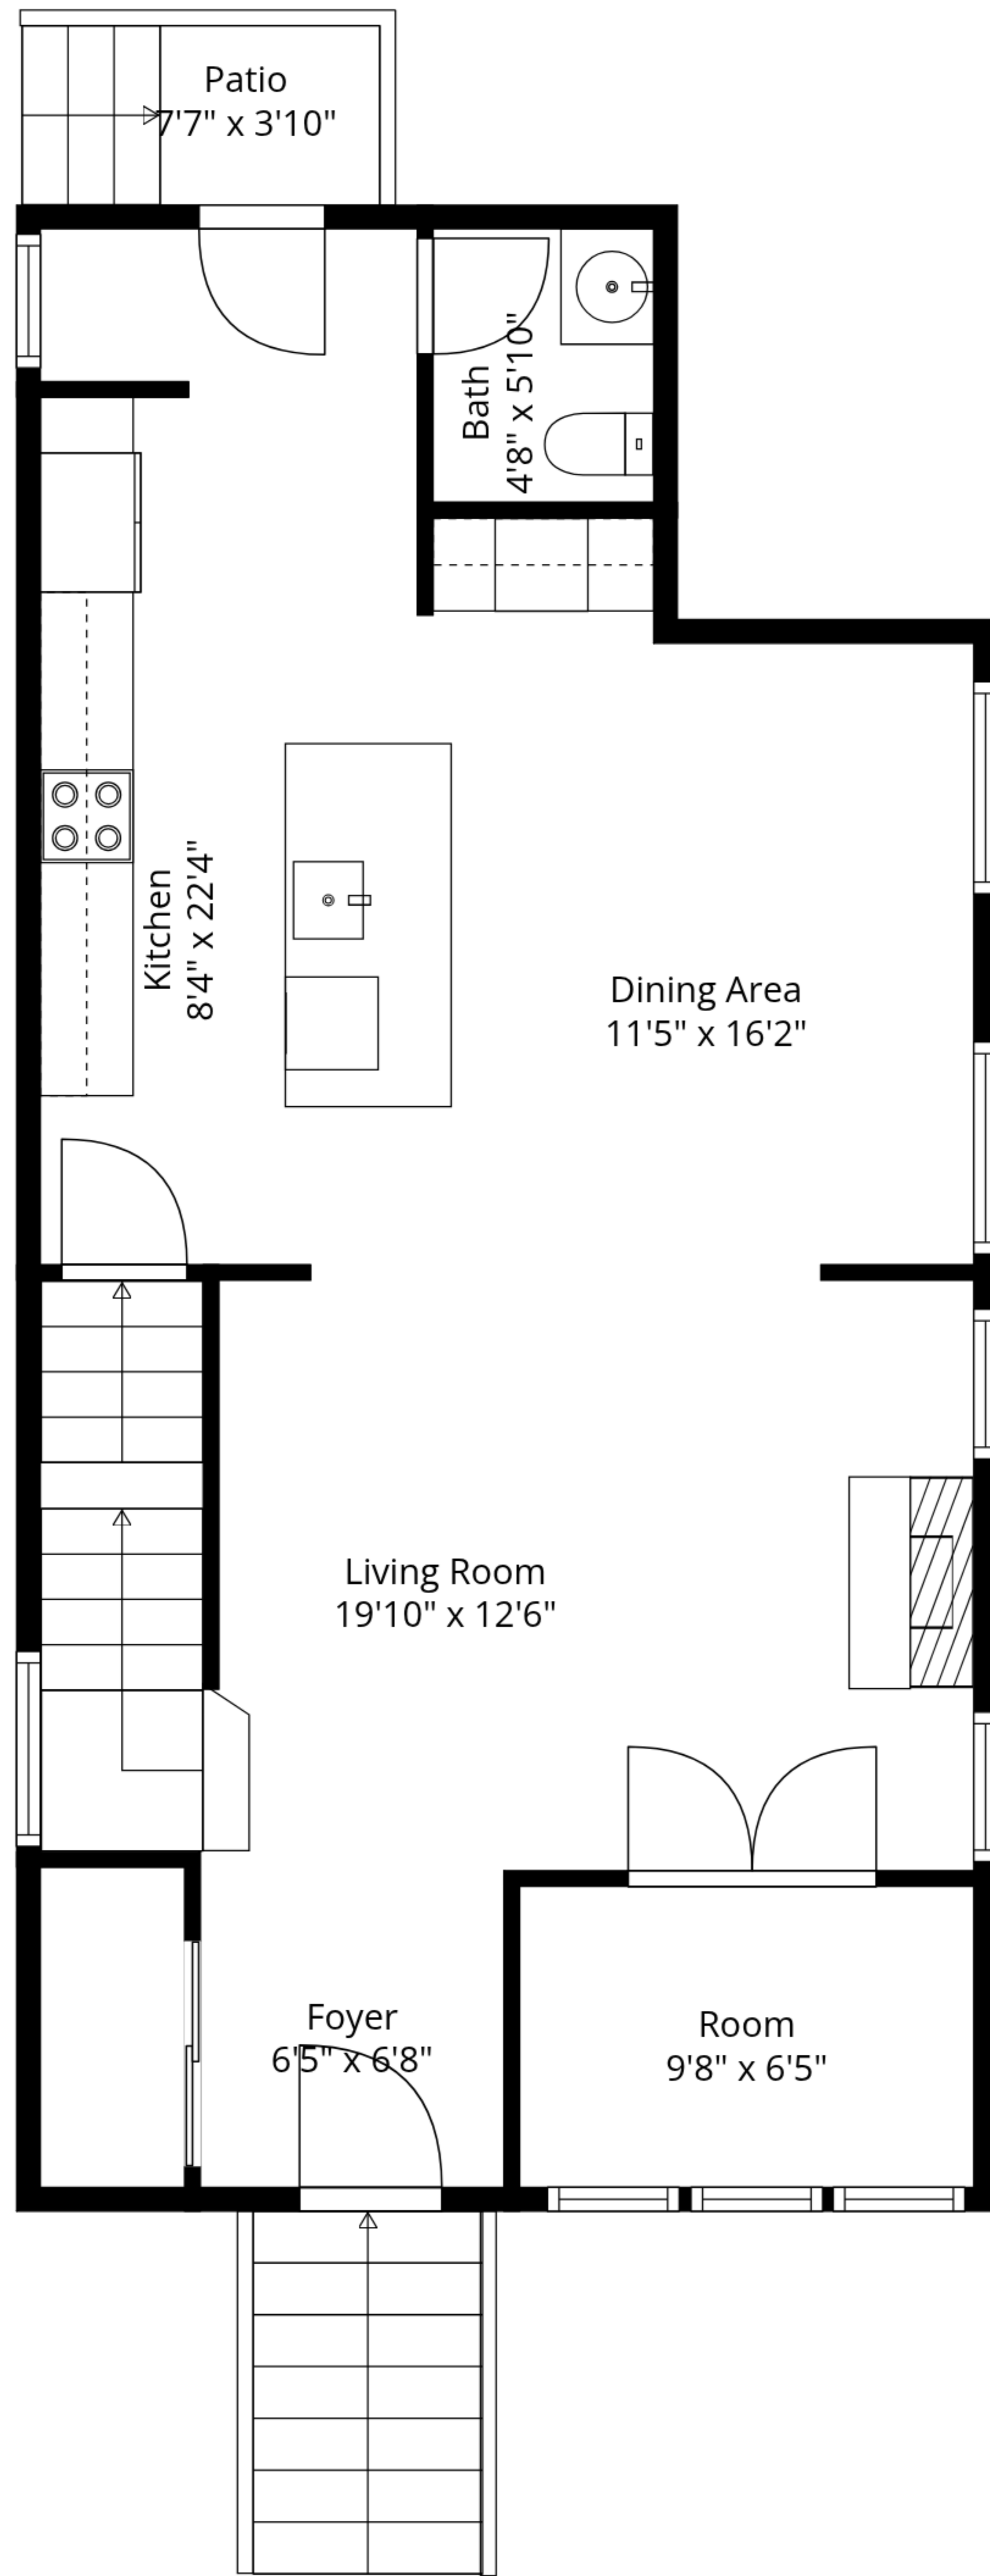 Patio
7'7" x 3'10"
Bath
4'8" x 5'10"
Kitchen
8'4" x 22'4"
Dining Area
11'5" x 16'2"
Living Room
19'10" x 12'6"
Foyer
6'5" x 6'8"
Room
9'8" x 6'5"